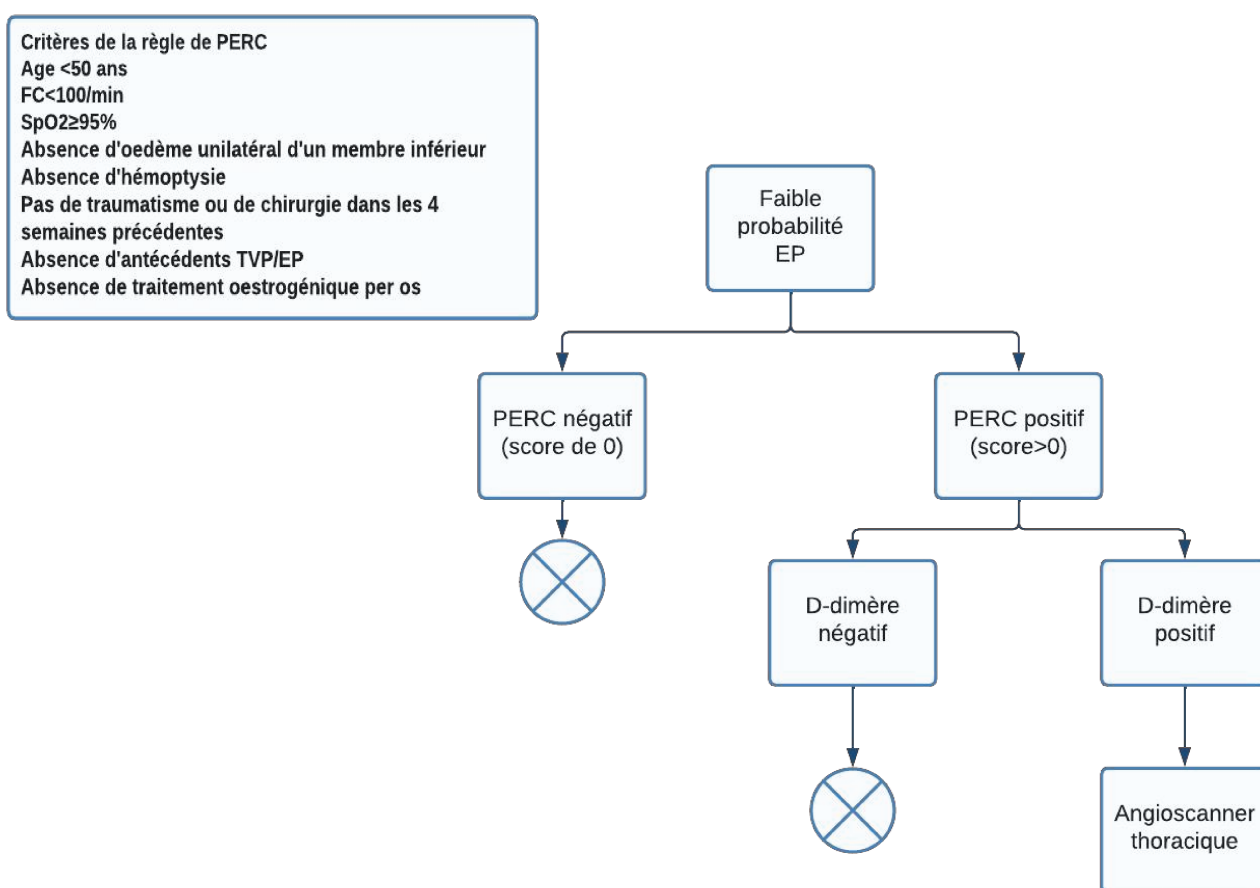 Critères de la règle de PERC
Age <50 ans
FC<100/min
SpO2≥95%
Absence d'oedème unilatéral d'un membre inférieur
Absence d'hémoptysie
Pas de traumatisme ou de chirurgie dans les 4
semaines précédentes
Absence d'antécédents TVP/EP
Absence de traitement oestrogénique per os
Faible
probabilité
EP
PERC négatif
(score de 0)
PERC positif
(score>0)
D-dimère
négatif
D-dimère
positif
Angioscanner
thoracique